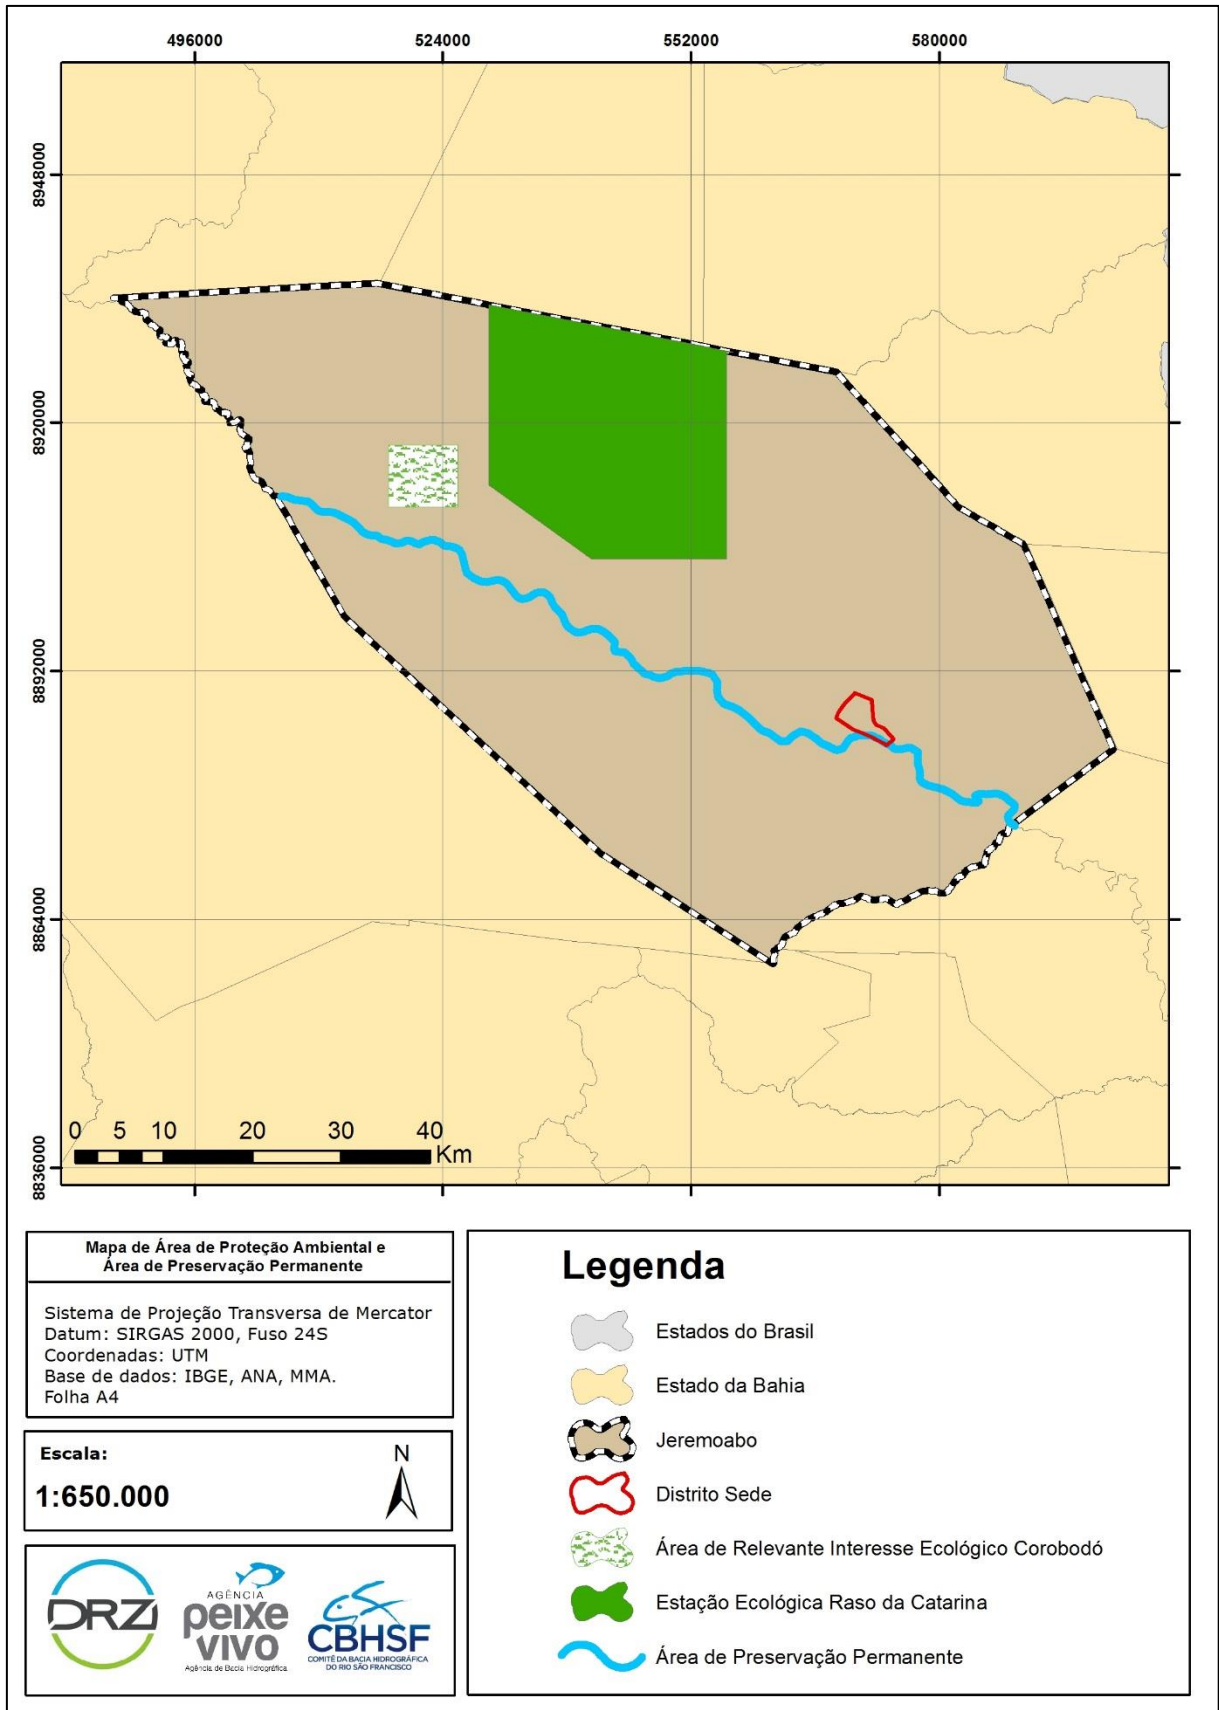 496000 524000 552000 580000
8948000
8920000
8892000
8864000
8836000
0 5 10 20 30 40
Km
Mapa de Área de Proteção Ambiental e
Área de Preservação Permanente
Sistema de Projeção Transversa de Mercator
Datum: SIRGAS 2000, Fuso 24S
Coordenadas: UTM
Base de dados: IBGE, ANA, MMA.
Folha A4
Escala:
1:650.000
N
DRZ
AGÊNCIA
peixe
vivo
Agência de Bacia Hidrográfica
CBHSF
COMITÊ DA BACIA HIDROGRÁFICA
DO RIO SÃO FRANCISCO
Legenda
Estados do Brasil
Estado da Bahia
Jeremoabo
Distrito Sede
Área de Relevante Interesse Ecológico Corobodó
Estação Ecológica Raso da Catarina
Área de Preservação Permanente